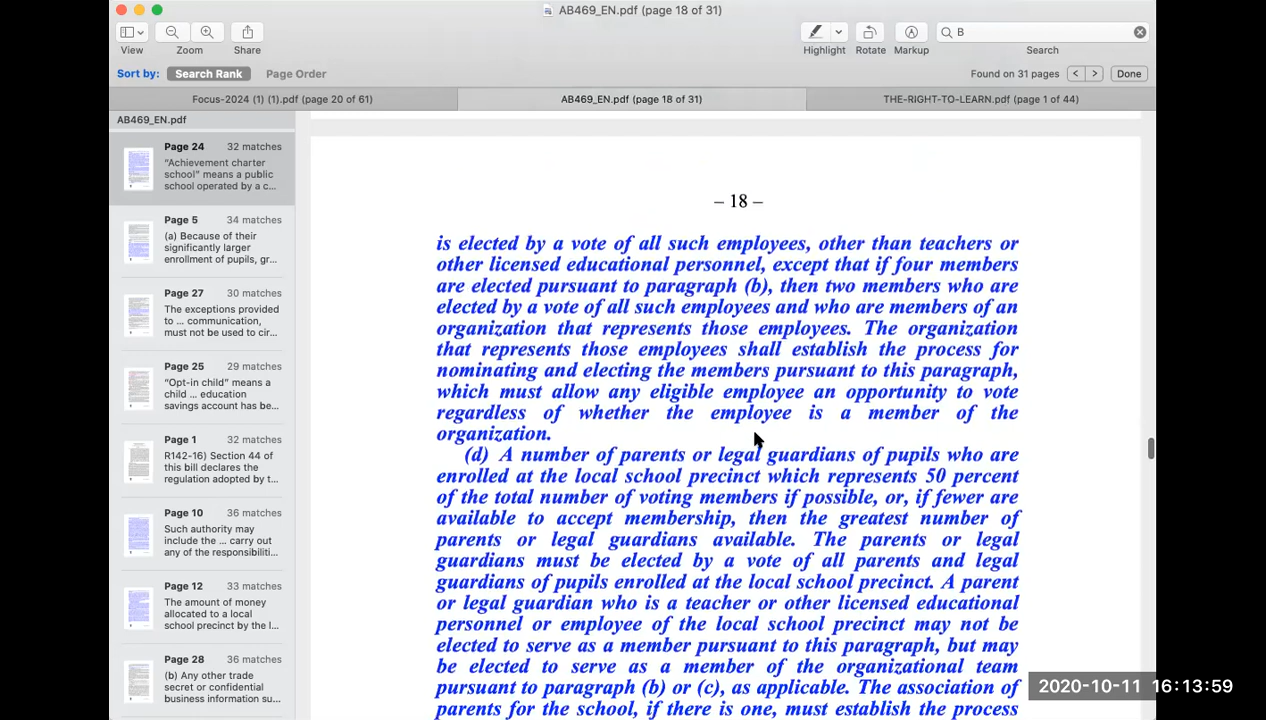 AB469_EN.pdf (page 18 of 31)
View
Zoom
Share
Highlight
Rotate
Markup
B
Search
Sort by:
Search Rank
Page Order
Found on 31 pages
Done
Focus-2024 (1) (1).pdf (page 20 of 61)
AB469_EN.pdf (page 18 of 31)
THE-RIGHT-TO-LEARN.pdf (page 1 of 44)
AB469_EN.pdf
Page 24 32 matches
“Achievement charter
school” means a public
school operated by a c...
Page 5 34 matches
(a) Because of their
significantly larger
enrollment of pupils, gr...
Page 27 30 matches
The exceptions provided
to ... communication,
must not be used to cir...
Page 25 29 matches
“Opt-in child” means a
child ... education
savings account has be...
Page 1 32 matches
R142-16) Section 44 of
this bill declares the
regulation adopted by t...
Page 10 36 matches
Such authority may
include the ... carry out
any of the responsibiliti...
Page 12 33 matches
The amount of money
allocated to a local
school precinct by the l...
Page 28 36 matches
(b) Any other trade
secret or confidential
business information su...
– 18 –
is elected by a vote of all such employees, other than teachers or
other licensed educational personnel, except that if four members
are elected pursuant to paragraph (b), then two members who are
elected by a vote of all such employees and who are members of an
organization that represents those employees. The organization
that represents those employees shall establish the process for
nominating and electing the members pursuant to this paragraph,
which must allow any eligible employee an opportunity to vote
regardless of whether the employee is a member of the
organization.
(d) A number of parents or legal guardians of pupils who are
enrolled at the local school precinct which represents 50 percent
of the total number of voting members if possible, or, if fewer are
available to accept membership, then the greatest number of
parents or legal guardians available. The parents or legal
guardians must be elected by a vote of all parents and legal
guardians of pupils enrolled at the local school precinct. A parent
or legal guardian who is a teacher or other licensed educational
personnel or employee of the local school precinct may not be
elected to serve as a member pursuant to this paragraph, but may
be elected to serve as a member of the organizational team
pursuant to paragraph (b) or (c), as applicable. The association of
parents for the school, if there is one, must establish the process
2020-10-11 16:13:59